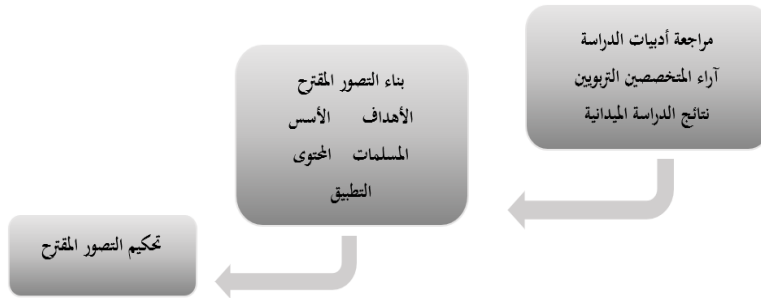 مراجعة أدبيات الدراسة
آراء المتخصصين التربويين
نتائج الدراسة الميدانية
بناء التصور المقترح
الأهداف الأسس
المسلمات المحتوى
التطبيق
تحكيم التصور المقترح